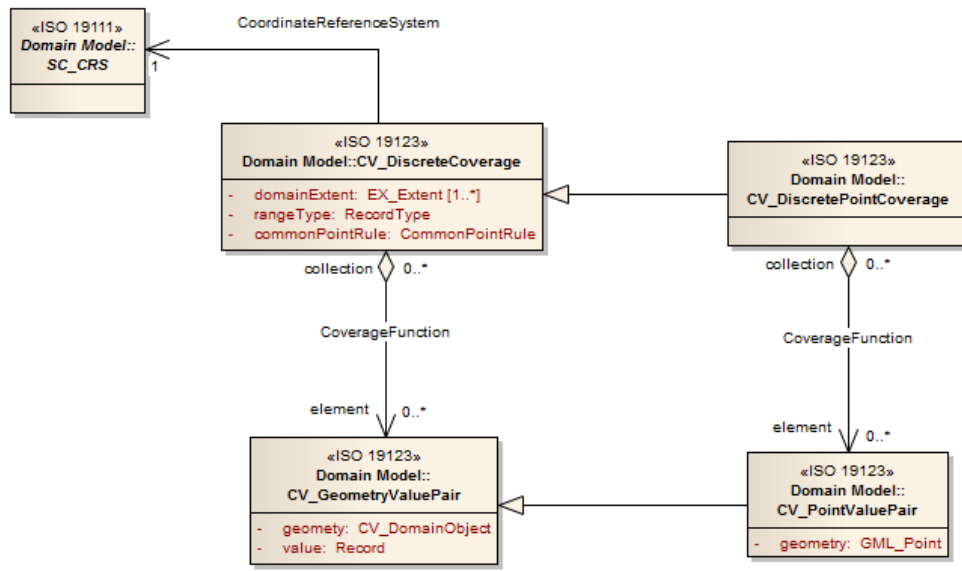 CoordinateReferenceSystem
«ISO 19111»
Domain Model::
SC_CRS
1
«ISO 19123»
Domain Model::CV_DiscreteCoverage
- domainExtent: EX_Extent [1..*]
- rangeType: RecordType
- commonPointRule: CommonPointRule
«ISO 19123»
Domain Model::
CV_DiscretePointCoverage
collection 0..*
CoverageFunction
element 0..*
collection 0..*
CoverageFunction
element 0..*
«ISO 19123»
Domain Model::
CV_GeometryValuePair
- geomety: CV_DomainObject
- value: Record
«ISO 19123»
Domain Model::
CV_PointValuePair
- geometry: GML_Point